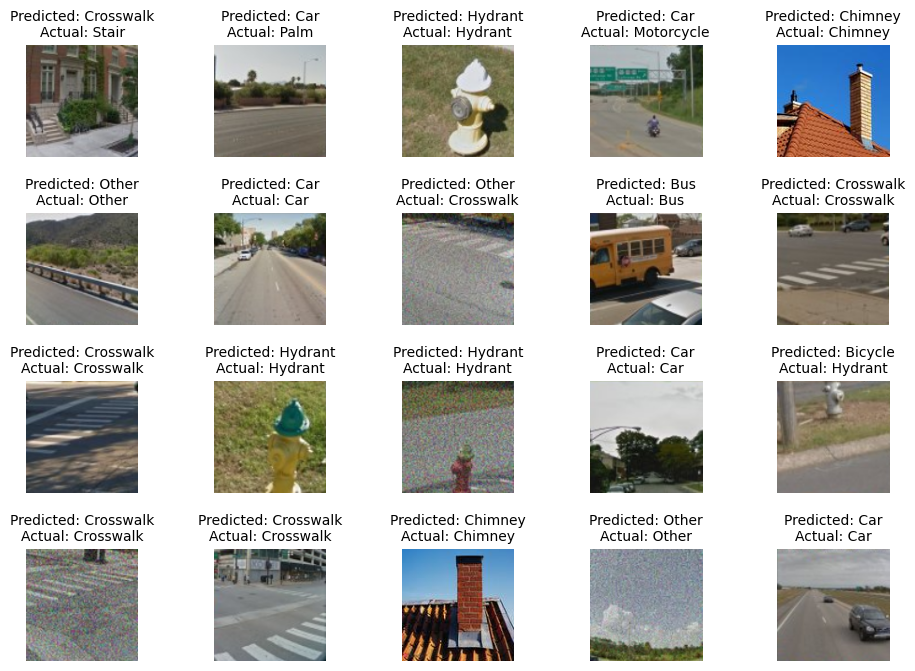 Predicted: Crosswalk
Actual: Stair
Predicted: Car
Actual: Palm
Predicted: Hydrant
Actual: Hydrant
Predicted: Car
Actual: Motorcycle
Predicted: Chimney
Actual: Chimney
Predicted: Other
Actual: Other
Predicted: Car
Actual: Car
Predicted: Other
Actual: Crosswalk
Predicted: Bus
Actual: Bus
Predicted: Crosswalk
Actual: Crosswalk
Predicted: Crosswalk
Actual: Crosswalk
Predicted: Hydrant
Actual: Hydrant
Predicted: Hydrant
Actual: Hydrant
Predicted: Car
Actual: Car
Predicted: Bicycle
Actual: Hydrant
Predicted: Crosswalk
Actual: Crosswalk
Predicted: Crosswalk
Actual: Crosswalk
Predicted: Chimney
Actual: Chimney
Predicted: Other
Actual: Other
Predicted: Car
Actual: Car